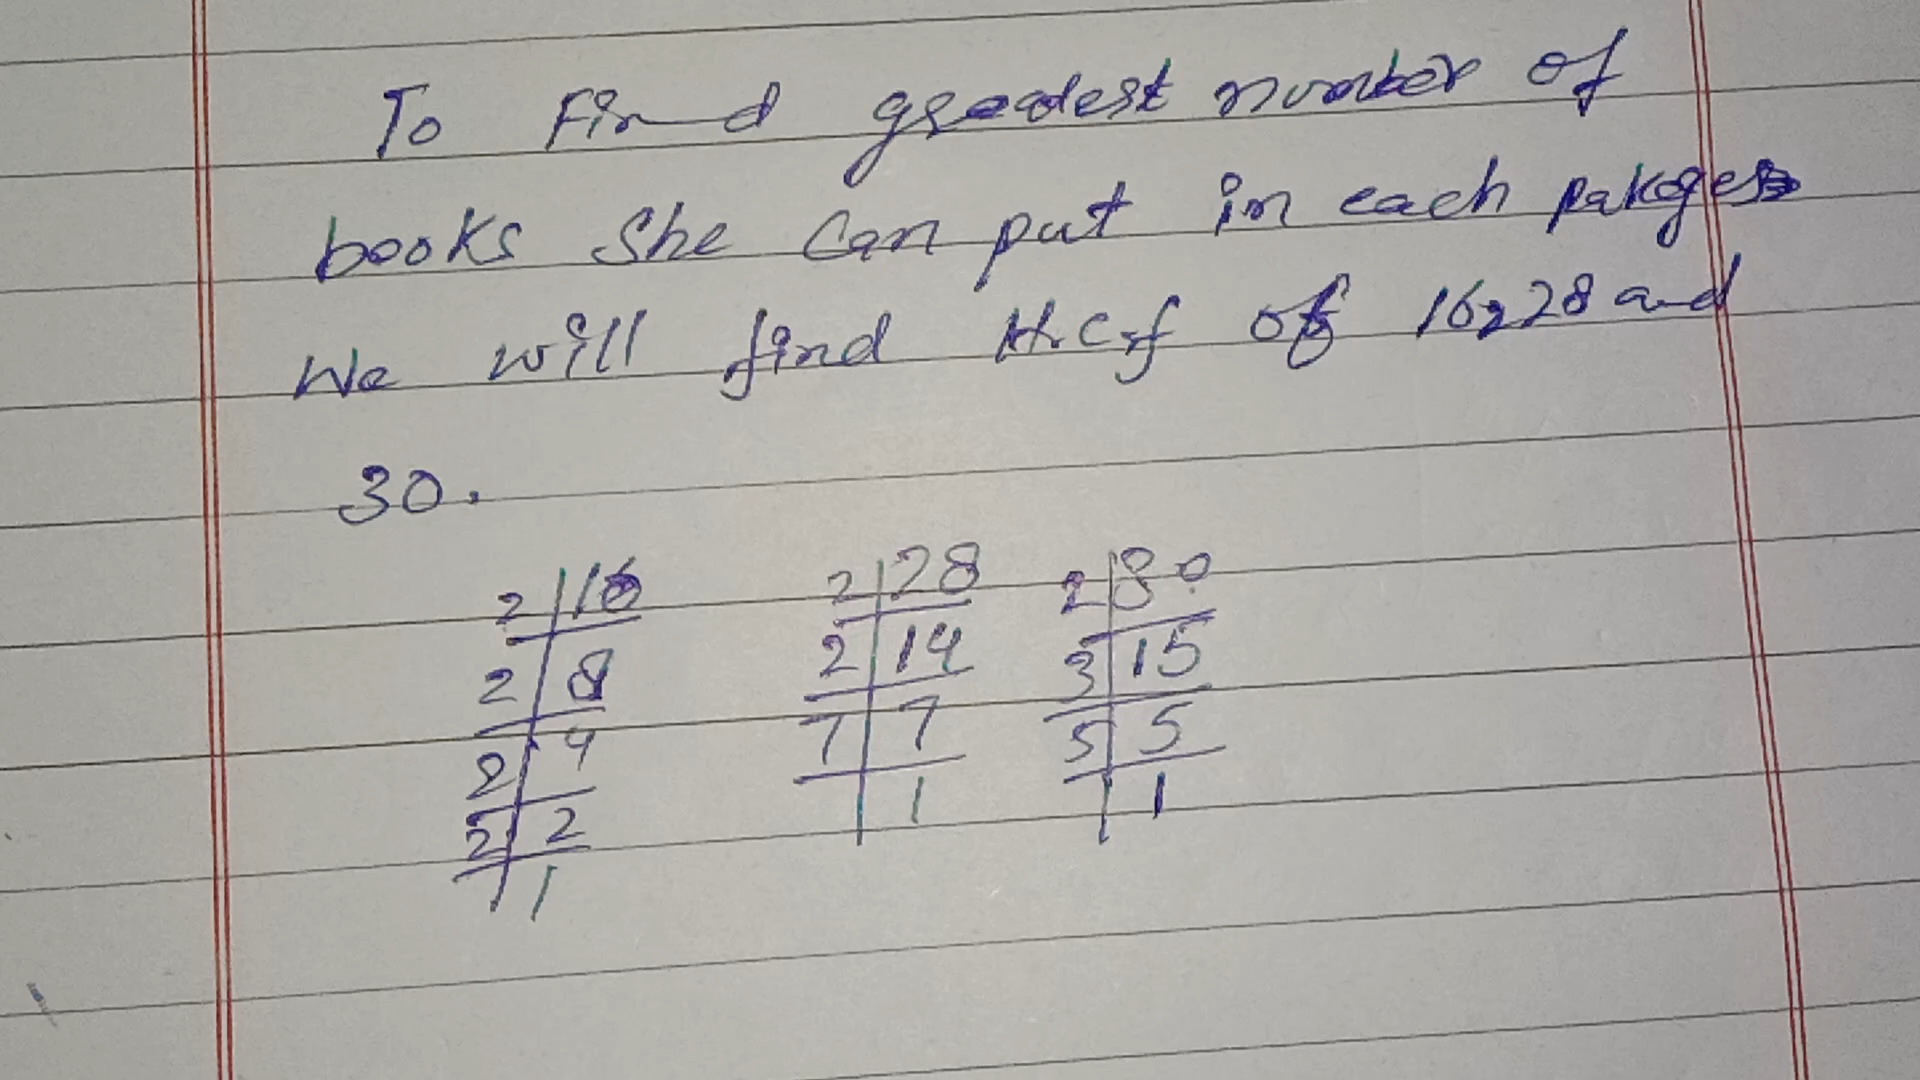 To Find greatest number of
books She Can put in each pakages
We will find H.C.f of 16, 28 and
30.
2 16 2 28 2 30
2 8 2 14 3 15
2 4 7 7 5 5
2 2 1 1
1